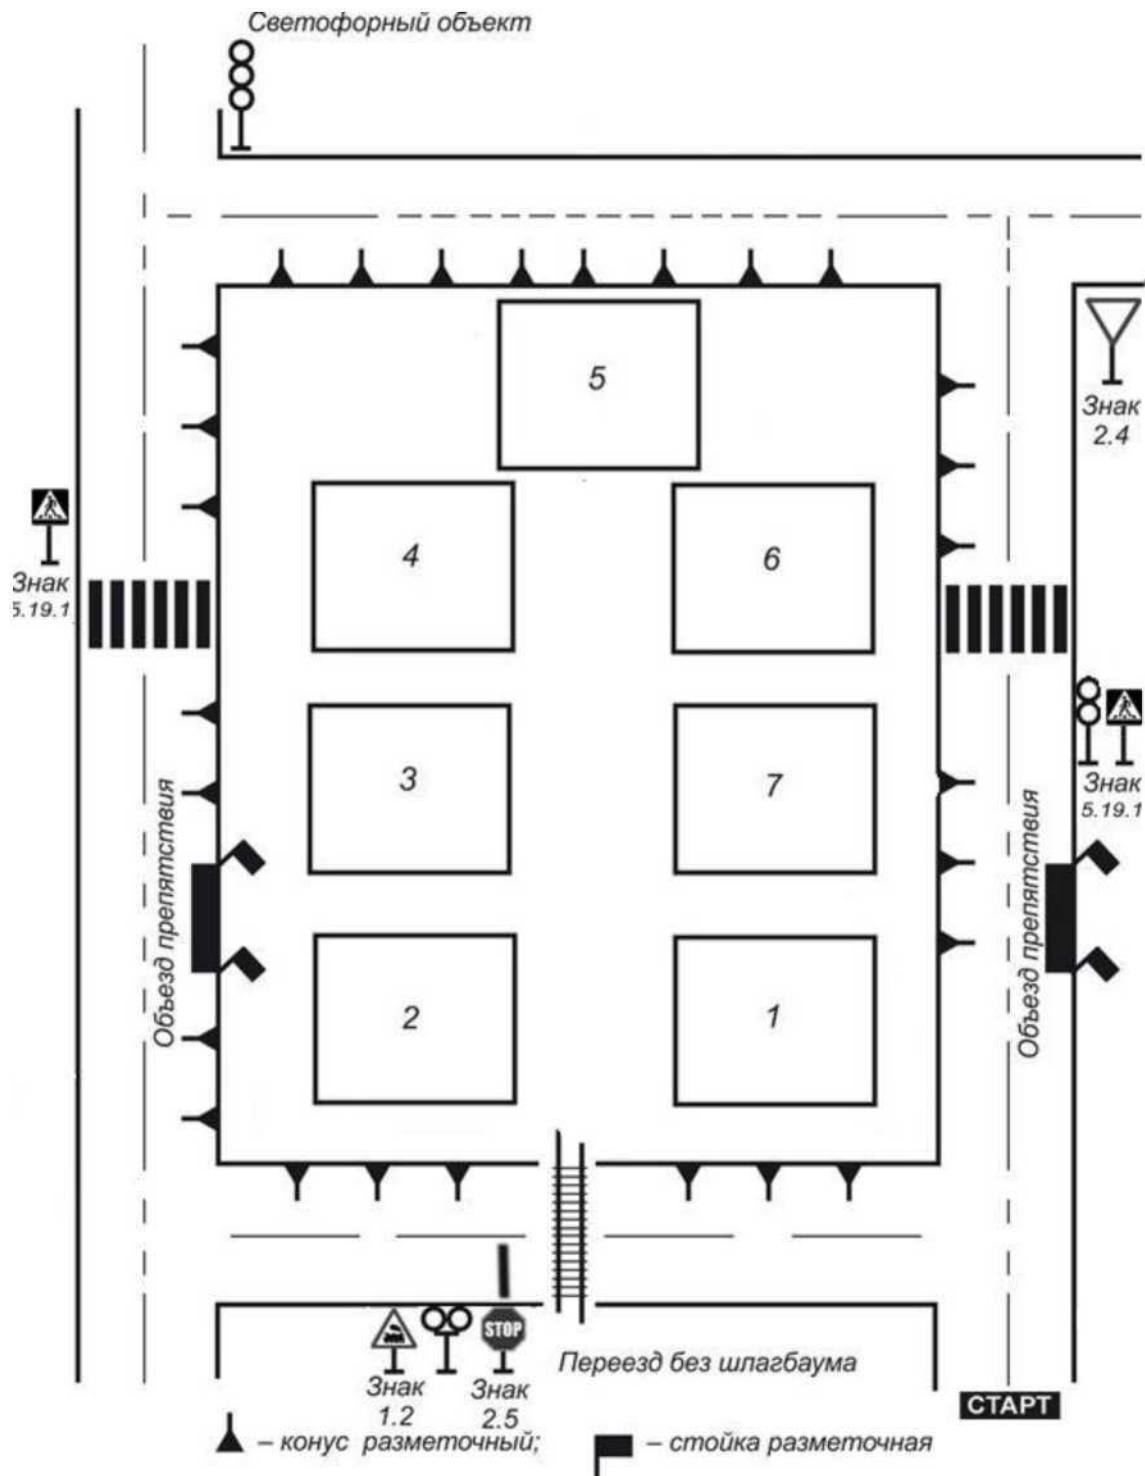 Светофорный объект
5
Знак
2.4
4
6
Знак
5.19.1
3
7
Знак
5.19.1
Объезд препятствия
Объезд препятствия
2
1
STOP
Переезд без шлагбаума
Знак
1.2
Знак
2.5
СТАРТ
– конус разметочный;
– стойка разметочная